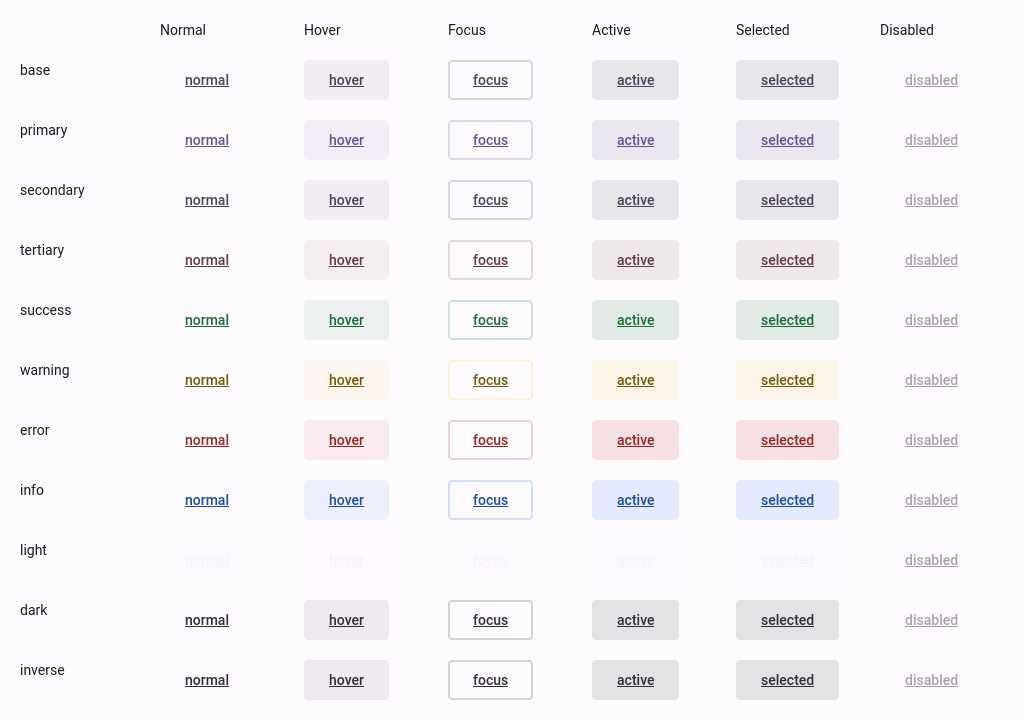 Normal Hover Focus Active Selected Disabled
base normal hover focus active selected disabled
primary normal hover focus active selected disabled
secondary normal hover focus active selected disabled
tertiary normal hover focus active selected disabled
success normal hover focus active selected disabled
warning normal hover focus active selected disabled
error normal hover focus active selected disabled
info normal hover focus active selected disabled
light normal hover focus active selected disabled
dark normal hover focus active selected disabled
inverse normal hover focus active selected disabled